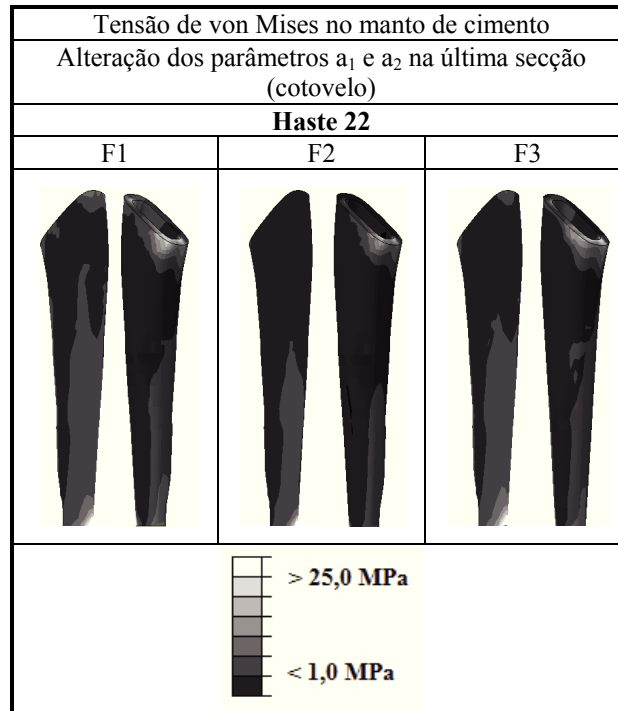 Tensão de von Mises no manto de cimento
Alteração dos parâmetros a₁ e a₂ na última secção
(cotovelo)
Haste 22
F1
F2
F3
> 25,0 MPa
< 1,0 MPa